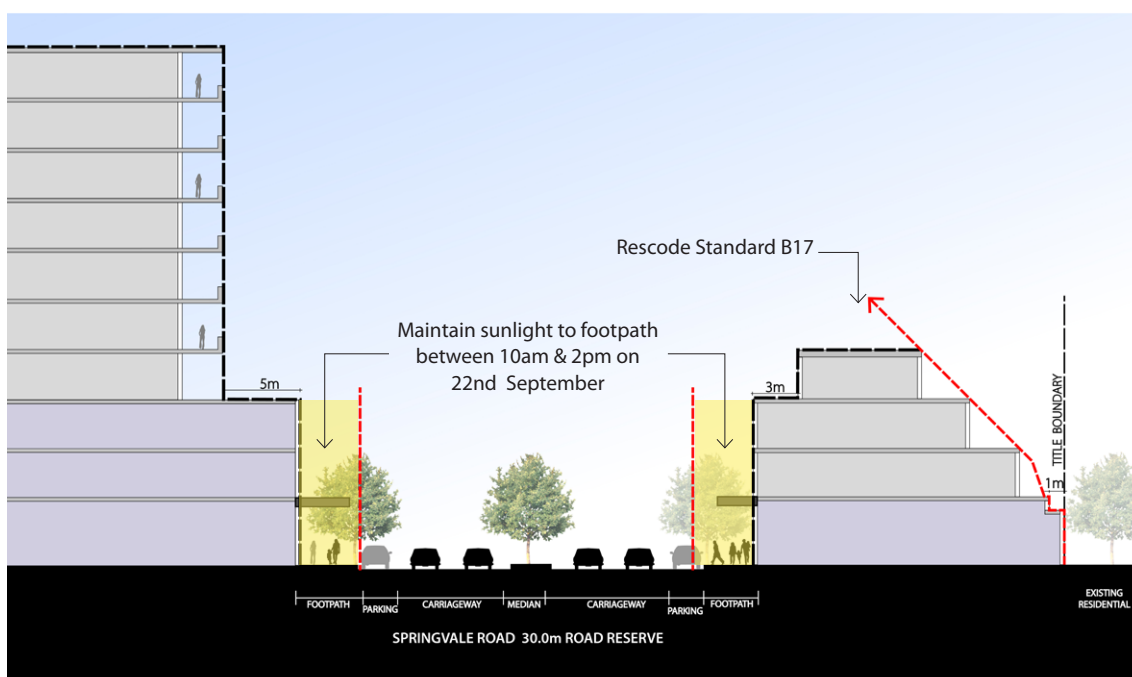 Rescode Standard B17
Maintain sunlight to footpath
between 10am & 2pm on
22nd September
5m
3m
TITLE BOUNDARY
1m
FOOTPATH
PARKING
CARRIAGEWAY
MEDIAN
CARRIAGEWAY
PARKING
FOOTPATH
EXISTING
RESIDENTIAL
SPRINGVALE ROAD 30.0m ROAD RESERVE